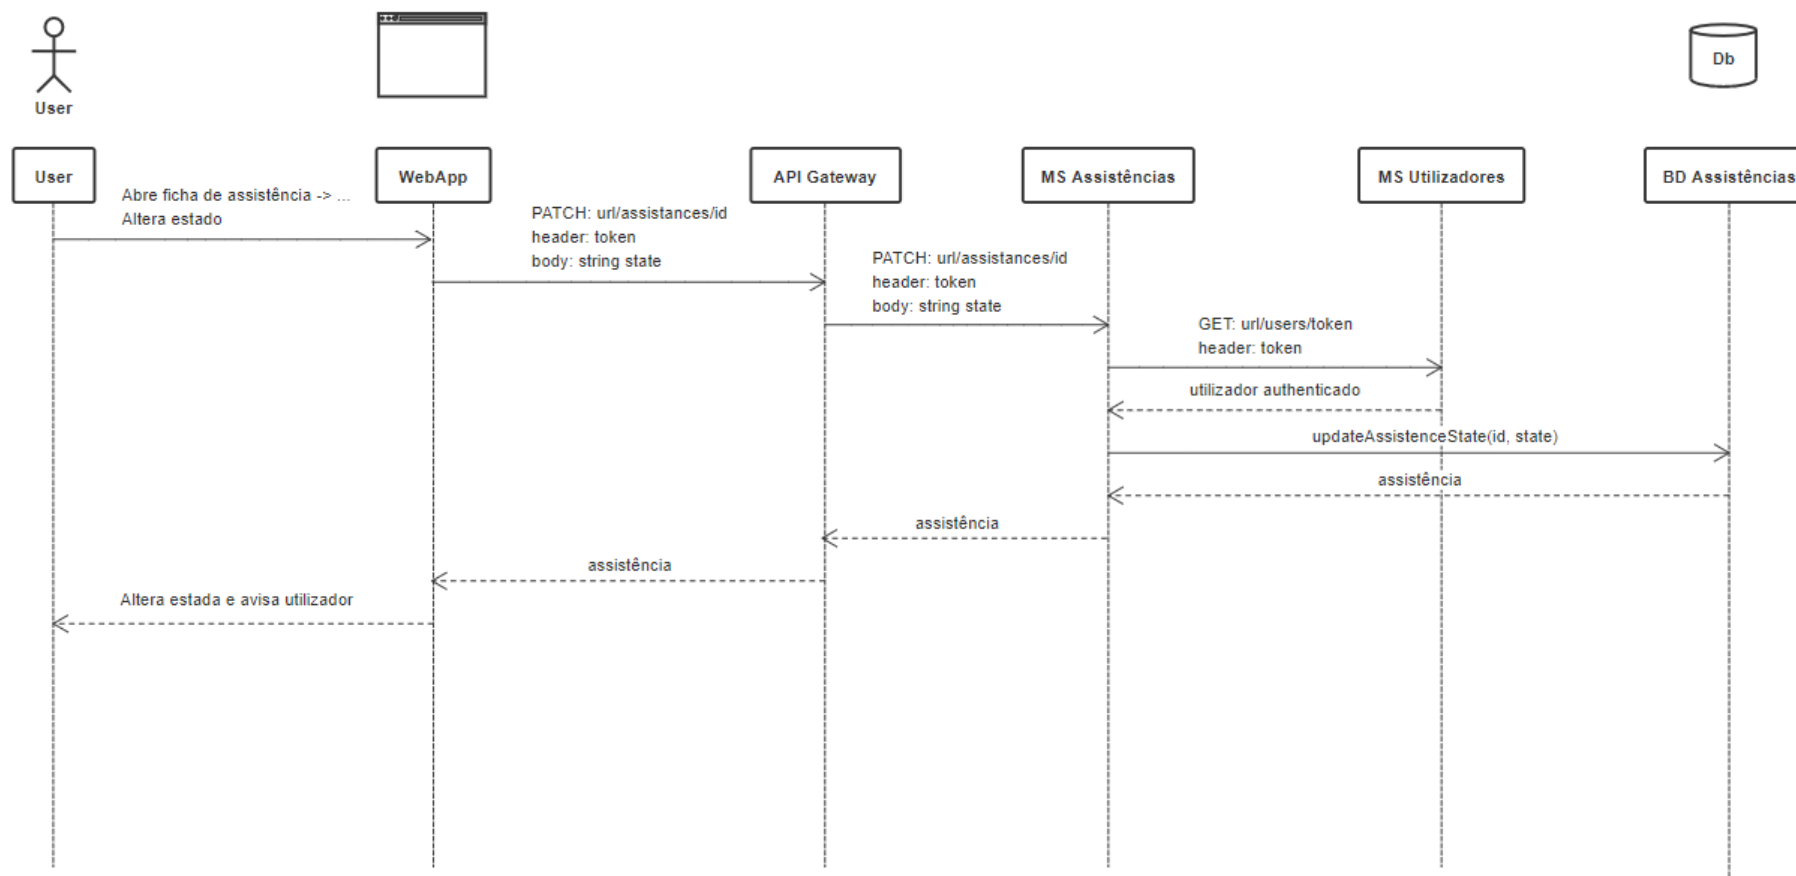 User
Db
User
WebApp
API Gateway
MS Assistências
MS Utilizadores
BD Assistências
Abre ficha de assistência -> ...
Altera estado
PATCH: url/assistances/id
header: token
body: string state
PATCH: url/assistances/id
header: token
body: string state
GET: url/users/token
header: token
utilizador authenticado
updateAssistenceState(id, state)
assistência
assistência
assistência
Altera estada e avisa utilizador